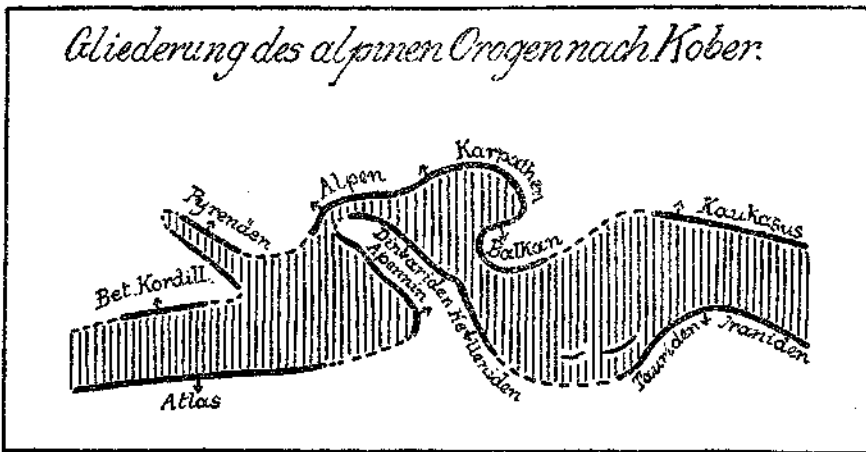 Gliederung des alpinen Orogen nach Kober.
Karpathen
Alpen
Pyrenäen
Kaukasus
Balkan
Dinariden Helleniden
Apennin
Bet. Kordill.
Tauriden
Iraniden
Atlas